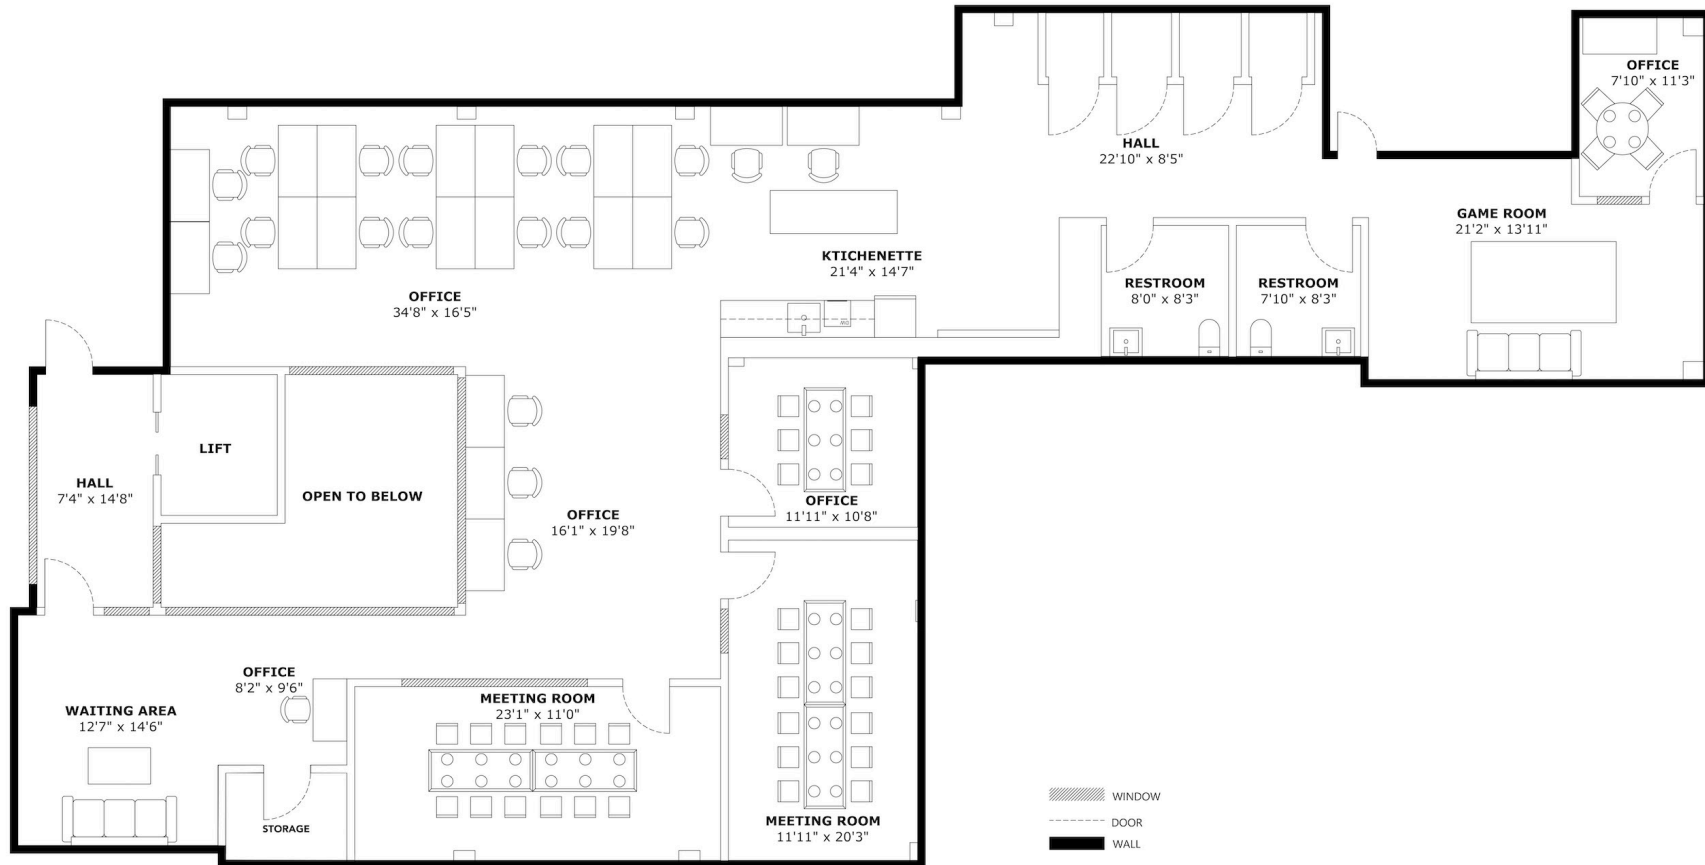 OFFICE
7'10" x 11'3"
HALL
22'10" x 8'5"
GAME ROOM
21'2" x 13'11"
KTICHENETTE
21'4" x 14'7"
RESTROOM
8'0" x 8'3"
RESTROOM
7'10" x 8'3"
OFFICE
34'8" x 16'5"
DW
LIFT
HALL
7'4" x 14'8"
OPEN TO BELOW
OFFICE
11'11" x 10'8"
OFFICE
16'1" x 19'8"
OFFICE
8'2" x 9'6"
MEETING ROOM
23'1" x 11'0"
WAITING AREA
12'7" x 14'6"
STORAGE
MEETING ROOM
11'11" x 20'3"
WINDOW
DOOR
WALL